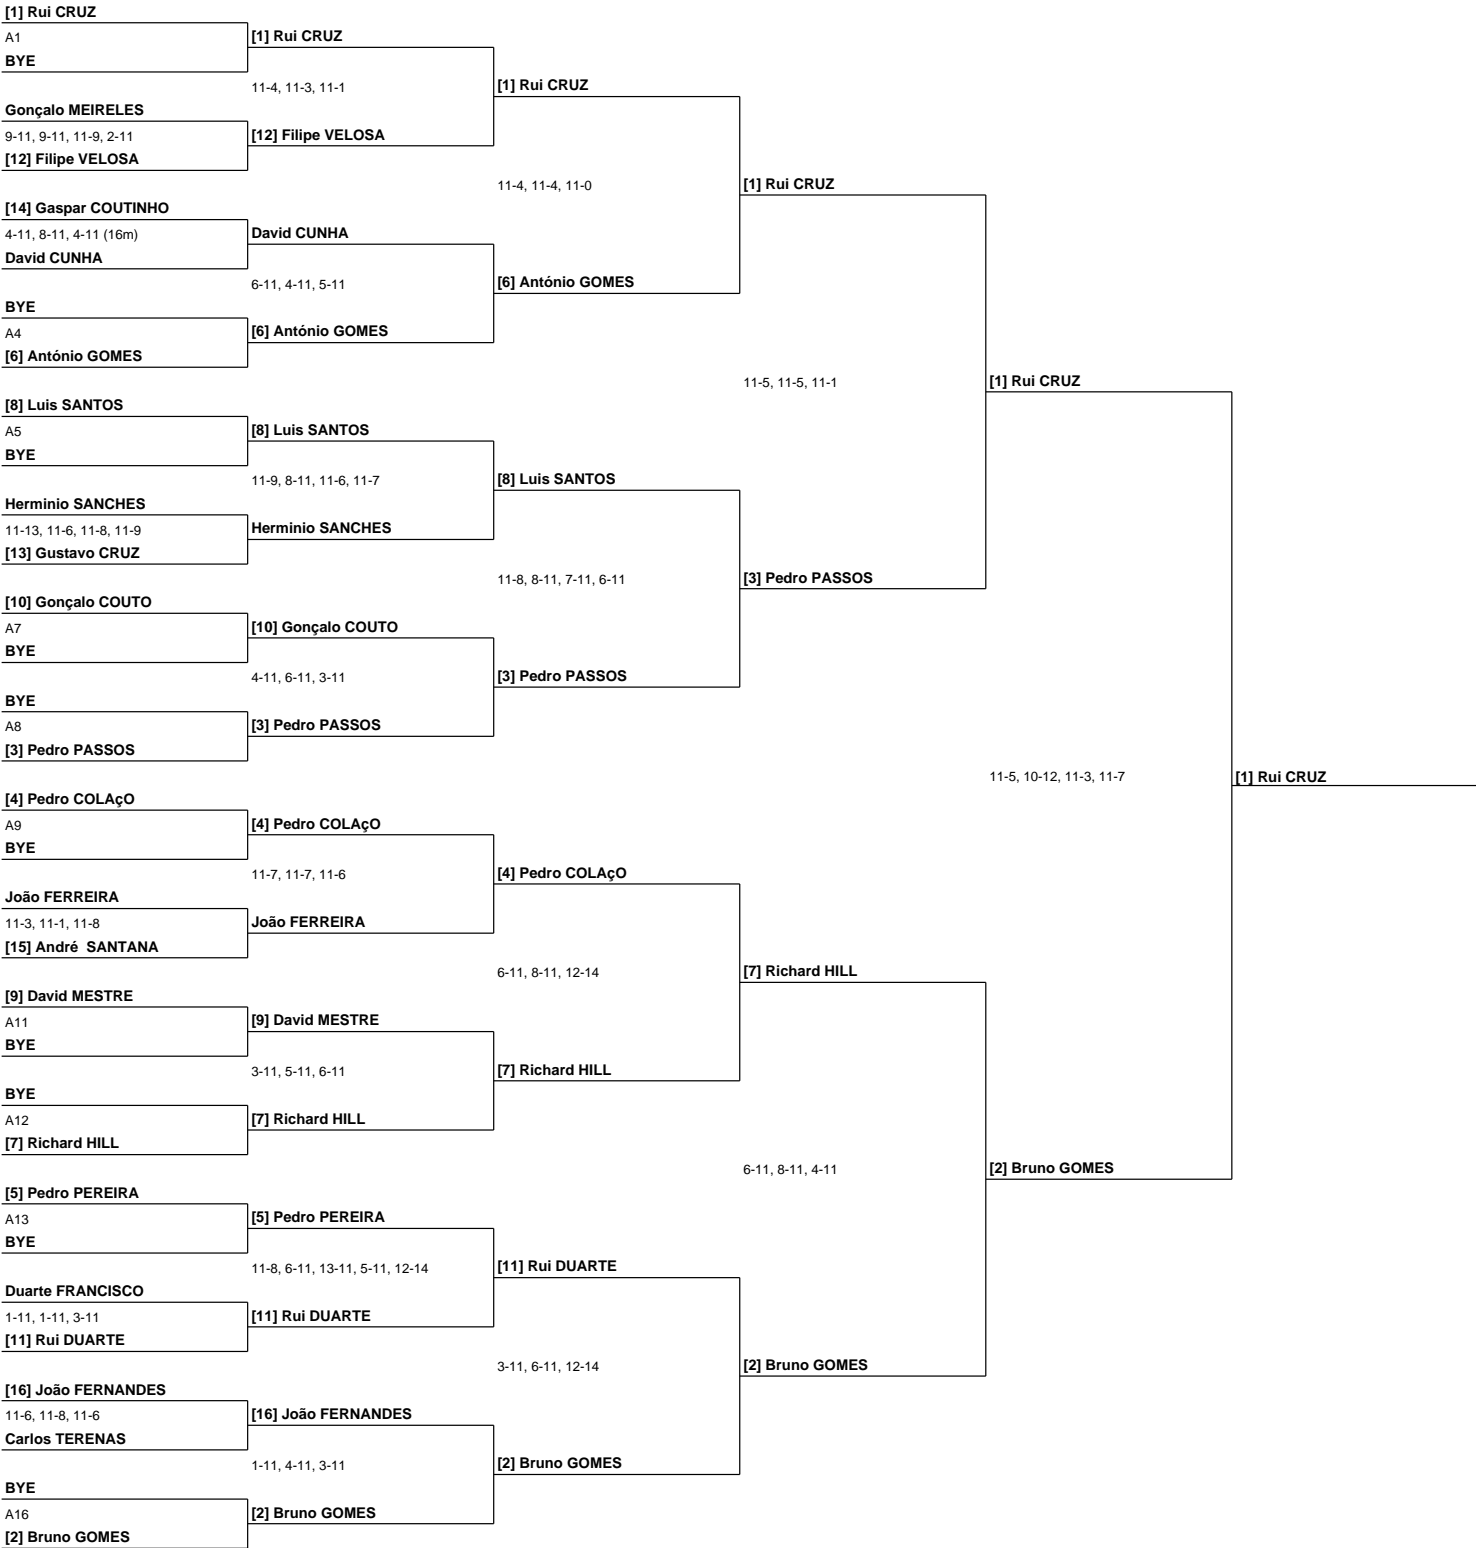 [1] Rui CRUZ
A1
BYE
Gonçalo MEIRELES
9-11, 9-11, 11-9, 2-11
[12] Filipe VELOSA
[14] Gaspar COUTINHO
4-11, 8-11, 4-11 (16m)
David CUNHA
BYE
A4
[6] António GOMES
[8] Luis SANTOS
A5
BYE
Herminio SANCHES
11-13, 11-6, 11-8, 11-9
[13] Gustavo CRUZ
[10] Gonçalo COUTO
A7
BYE
BYE
A8
[3] Pedro PASSOS
[4] Pedro COLAçO
A9
BYE
João FERREIRA
11-3, 11-1, 11-8
[15] André  SANTANA
[9] David MESTRE
A11
BYE
BYE
A12
[7] Richard HILL
[5] Pedro PEREIRA
A13
BYE
Duarte FRANCISCO
1-11, 1-11, 3-11
[11] Rui DUARTE
[16] João FERNANDES
11-6, 11-8, 11-6
Carlos TERENAS
BYE
A16
[2] Bruno GOMES
[1] Rui CRUZ
11-4, 11-3, 11-1
[12] Filipe VELOSA
David CUNHA
6-11, 4-11, 5-11
[6] António GOMES
[8] Luis SANTOS
11-9, 8-11, 11-6, 11-7
Herminio SANCHES
[10] Gonçalo COUTO
4-11, 6-11, 3-11
[3] Pedro PASSOS
[4] Pedro COLAçO
11-7, 11-7, 11-6
João FERREIRA
[9] David MESTRE
3-11, 5-11, 6-11
[7] Richard HILL
[5] Pedro PEREIRA
11-8, 6-11, 13-11, 5-11, 12-14
[11] Rui DUARTE
[16] João FERNANDES
1-11, 4-11, 3-11
[2] Bruno GOMES
[1] Rui CRUZ
11-4, 11-4, 11-0
[6] António GOMES
[8] Luis SANTOS
11-8, 8-11, 7-11, 6-11
[3] Pedro PASSOS
[4] Pedro COLAçO
6-11, 8-11, 12-14
[7] Richard HILL
[11] Rui DUARTE
3-11, 6-11, 12-14
[2] Bruno GOMES
[1] Rui CRUZ
11-5, 11-5, 11-1
[3] Pedro PASSOS
[7] Richard HILL
6-11, 8-11, 4-11
[2] Bruno GOMES
[1] Rui CRUZ
11-5, 10-12, 11-3, 11-7
[2] Bruno GOMES
[1] Rui CRUZ